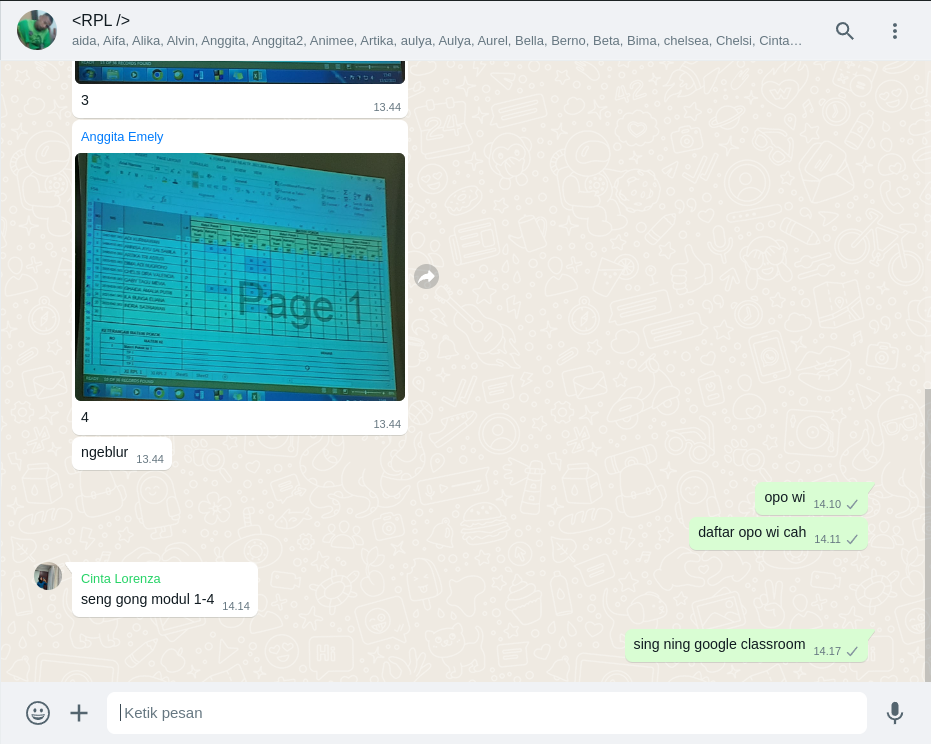 <RPL />
aida, Aifa, Alika, Alvin, Anggita, Anggita2, Animee, Artika, aulya, Aulya, Aurel, Bella, Berno, Beta, Bima, chelsea, Chelsi, Cinta…
3
13.44
Anggita Emely
Page 1
4
13.44
ngeblur 13.44
opo wi 14.10
daftar opo wi cah 14.11
Cinta Lorenza
seng gong modul 1-4 14.14
sing ning google classroom 14.17
Ketik pesan